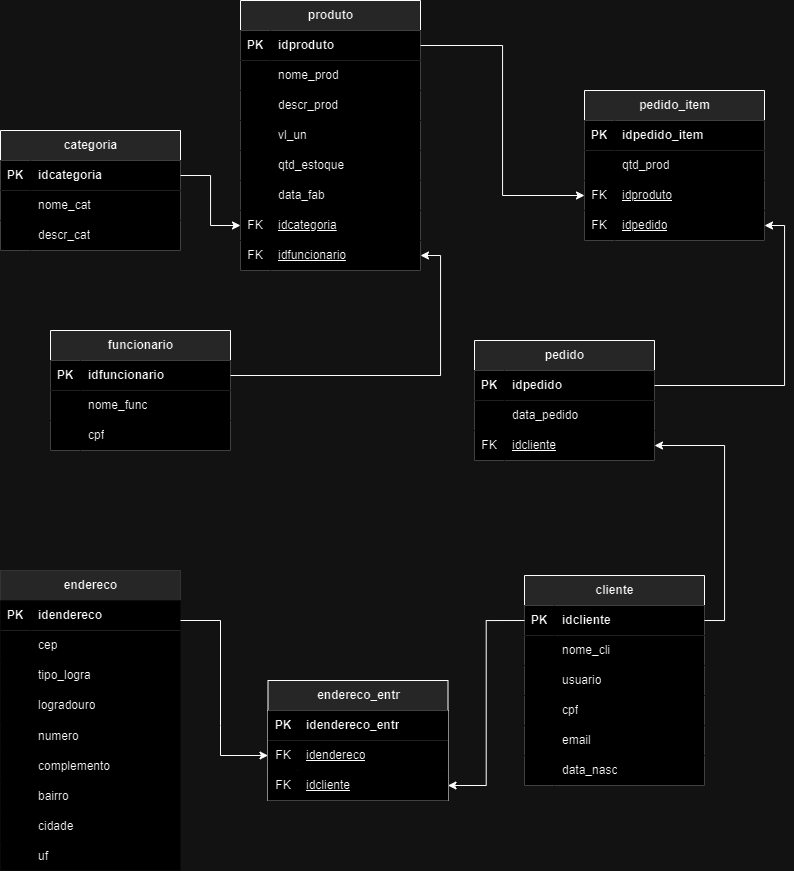 produto
PK idproduto
nome_prod
descr_prod
vl_un
qtd_estoque
data_fab
FK idcategoria
FK idfuncionario
pedido_item
PK idpedido_item
qtd_prod
FK idproduto
FK idpedido
categoria
PK idcategoria
nome_cat
descr_cat
funcionario
PK idfuncionario
nome_func
cpf
pedido
PK idpedido
data_pedido
FK idcliente
endereco
PK idendereco
cep
tipo_logra
logradouro
numero
complemento
bairro
cidade
uf
endereco_entr
PK idendereco_entr
FK idendereco
FK idcliente
cliente
PK idcliente
nome_cli
usuario
cpf
email
data_nasc